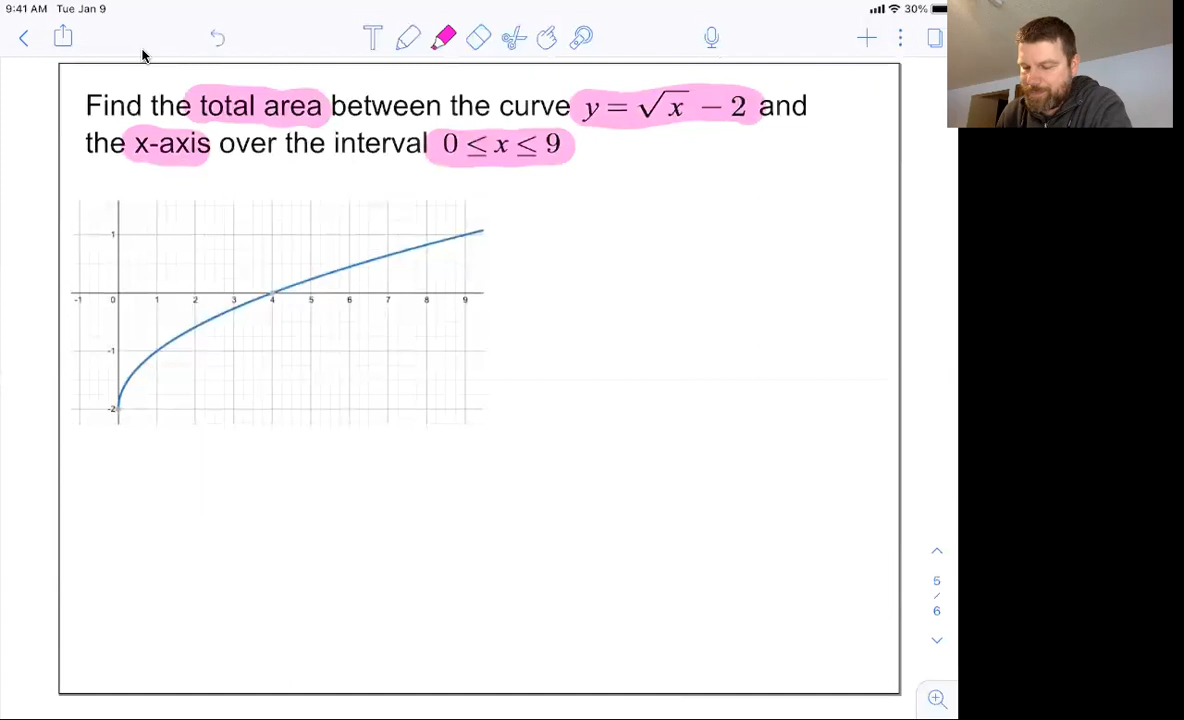 9:41 AM Tue Jan 9
30%
T
Find the total area between the curve y = √x − 2 and
the x-axis over the interval 0 ≤ x ≤ 9
1
-1 0 1 2 3 4 5 6 7 8 9
-1
-2
5
/
6